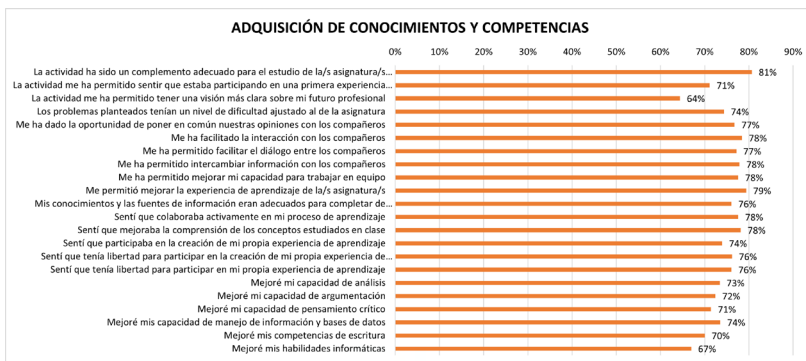 ADQUISICIÓN DE CONOCIMIENTOS Y COMPETENCIAS
0% 10% 20% 30% 40% 50% 60% 70% 80% 90%
La actividad ha sido un complemento adecuado para el estudio de la/s asignatura/s... 81%
La actividad me ha permitido sentir que estaba participando en una primera experiencia... 71%
La actividad me ha permitido tener una visión más clara sobre mi futuro profesional 64%
Los problemas planteados tenían un nivel de dificultad ajustado al de la asignatura 74%
Me ha dado la oportunidad de poner en común nuestras opiniones con los compañeros 77%
Me ha facilitado la interacción con los compañeros 78%
Me ha permitido facilitar el diálogo entre los compañeros 77%
Me ha permitido intercambiar información con los compañeros 78%
Me ha permitido mejorar mi capacidad para trabajar en equipo 78%
Me permitió mejorar la experiencia de aprendizaje de la/s asignatura/s 79%
Mis conocimientos y las fuentes de información eran adecuados para completar de... 76%
Sentí que colaboraba activamente en mi proceso de aprendizaje 78%
Sentí que mejoraba la comprensión de los conceptos estudiados en clase 78%
Sentí que participaba en la creación de mi propia experiencia de aprendizaje 74%
Sentí que tenía libertad para participar en la creación de mi propia experiencia de... 76%
Sentí que tenía libertad para participar en mi propia experiencia de aprendizaje 76%
Mejoré mi capacidad de análisis 73%
Mejoré mi capacidad de argumentación 72%
Mejoré mi capacidad de pensamiento crítico 71%
Mejoré mis capacidad de manejo de información y bases de datos 74%
Mejoré mis competencias de escritura 70%
Mejoré mis habilidades informáticas 67%